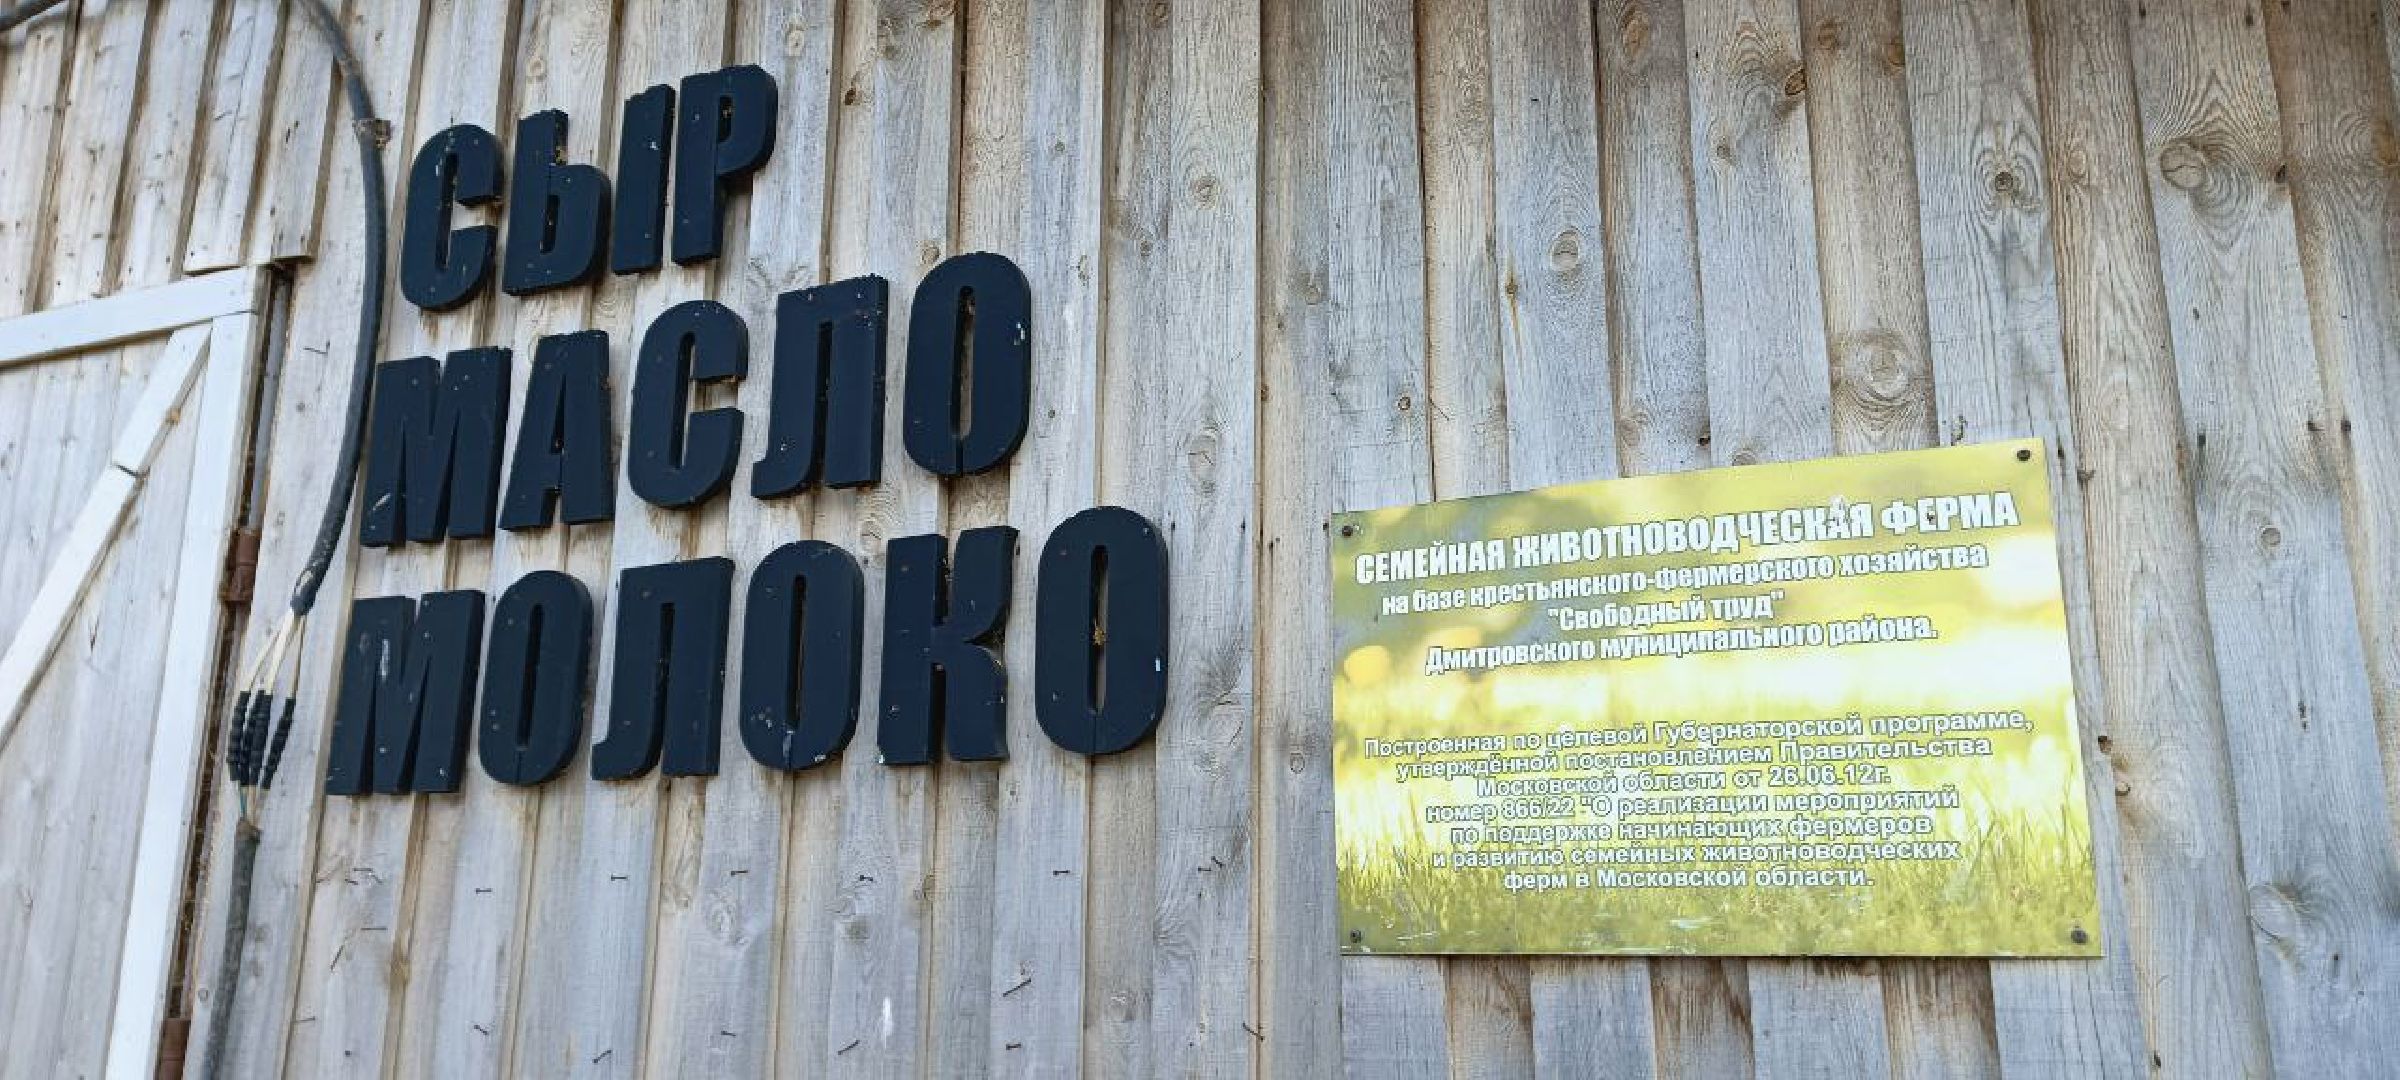 СЫР
МАСЛО
МОЛОКО
СЕМЕЙНАЯ ЖИВОТНОВОДЧЕСКАЯ ФЕРМА
на базе крестьянского-фермерского хозяйства
"Свободный труд"
Дмитровского муниципального района.
Построенная по целевой Губернаторской программе,
утверждённой постановлением Правительства
Московской области от 26.06.12г.
номер 866/22 "О реализации мероприятий
по поддержке начинающих фермеров
и развитию семейных животноводческих
ферм в Московской области.